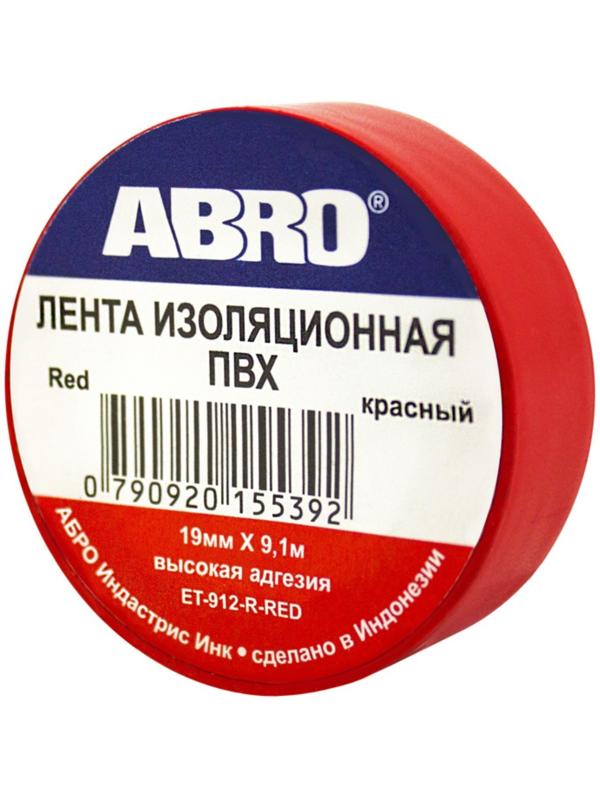 ABRO®
ЛЕНТА ИЗОЛЯЦИОННАЯ
ПВХ
Red
красный
0 790920 155392
19мм X 9,1м
высокая адгезия
ET-912-R-RED
АБРО Индастрис Инк • сделано в Индонезии